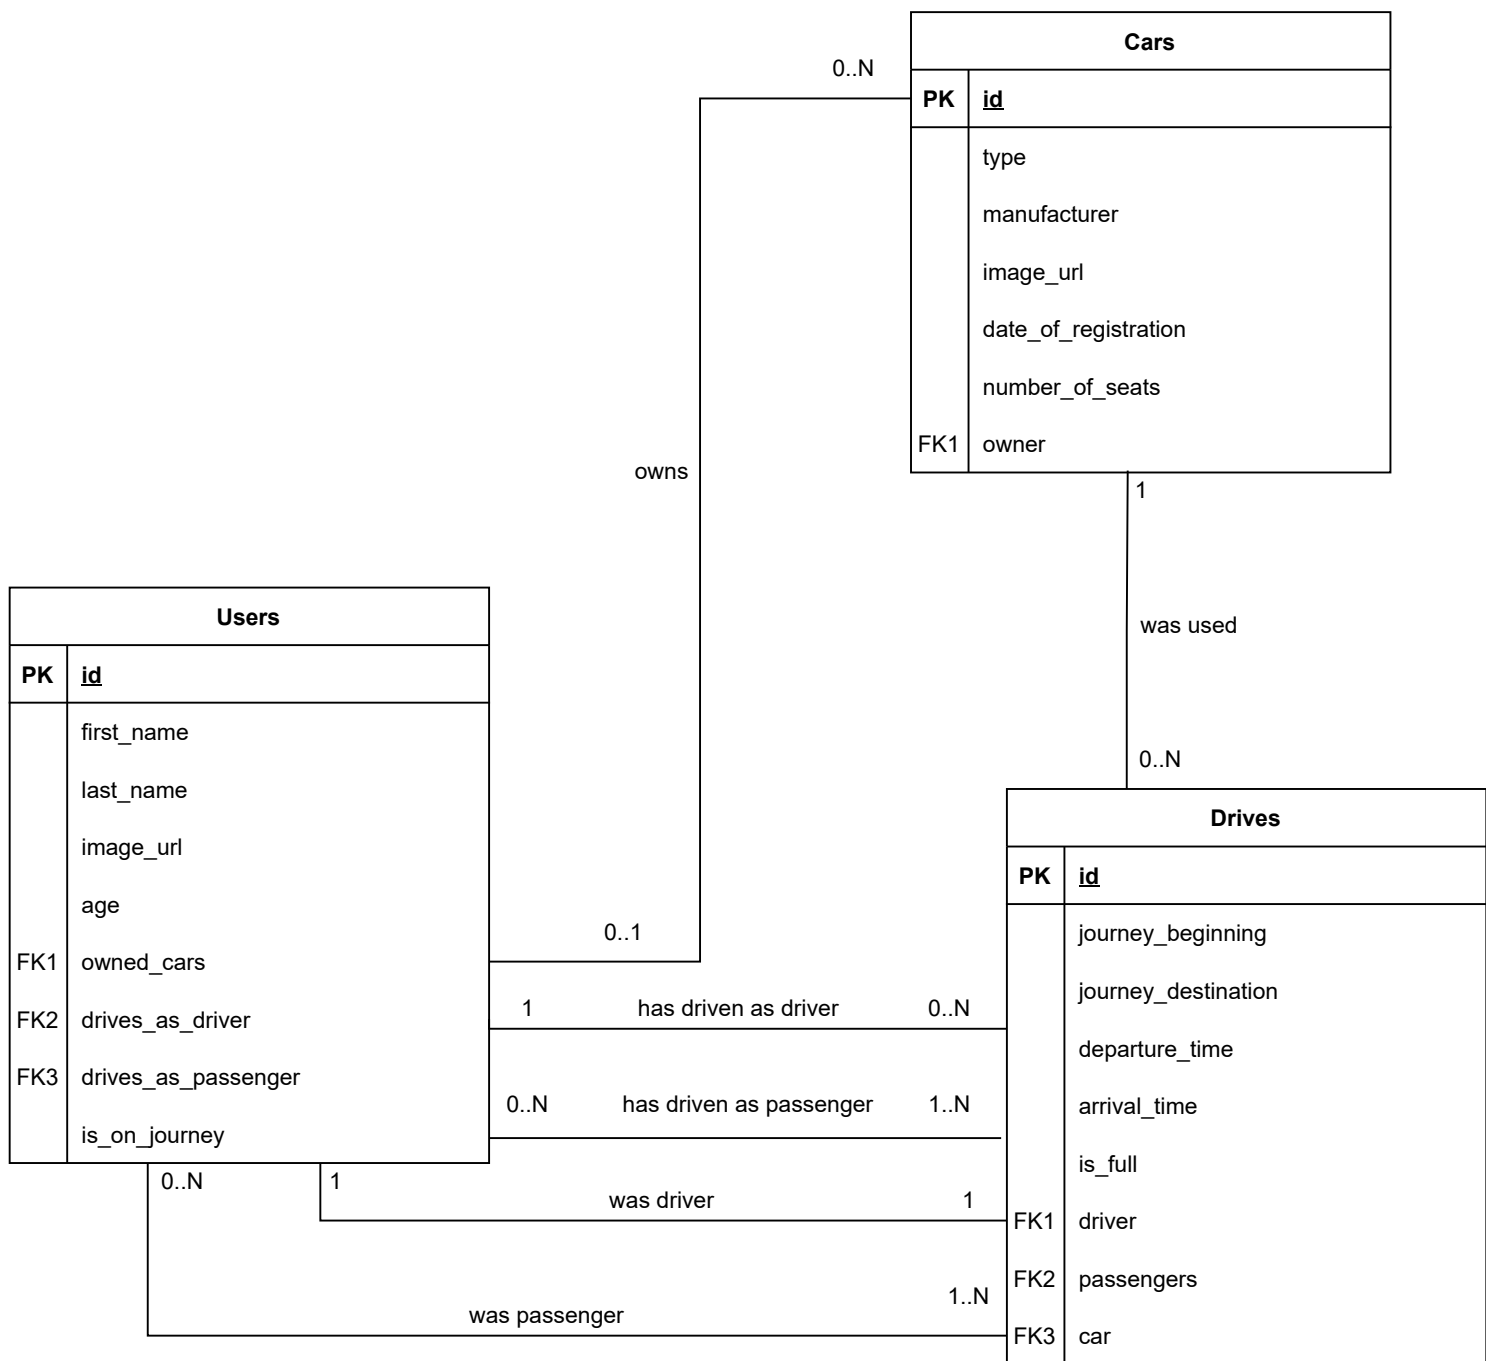 Cars
0..N
PK id
type
manufacturer
image_url
date_of_registration
number_of_seats
FK1 owner
owns
1
was used
0..N
Users
PK id
first_name
last_name
image_url
age
FK1 owned_cars
FK2 drives_as_driver
FK3 drives_as_passenger
is_on_journey
0..1
1 has driven as driver 0..N
0..N has driven as passenger 1..N
0..N
1
was driver 1
was passenger 1..N
Drives
PK id
journey_beginning
journey_destination
departure_time
arrival_time
is_full
FK1 driver
FK2 passengers
FK3 car